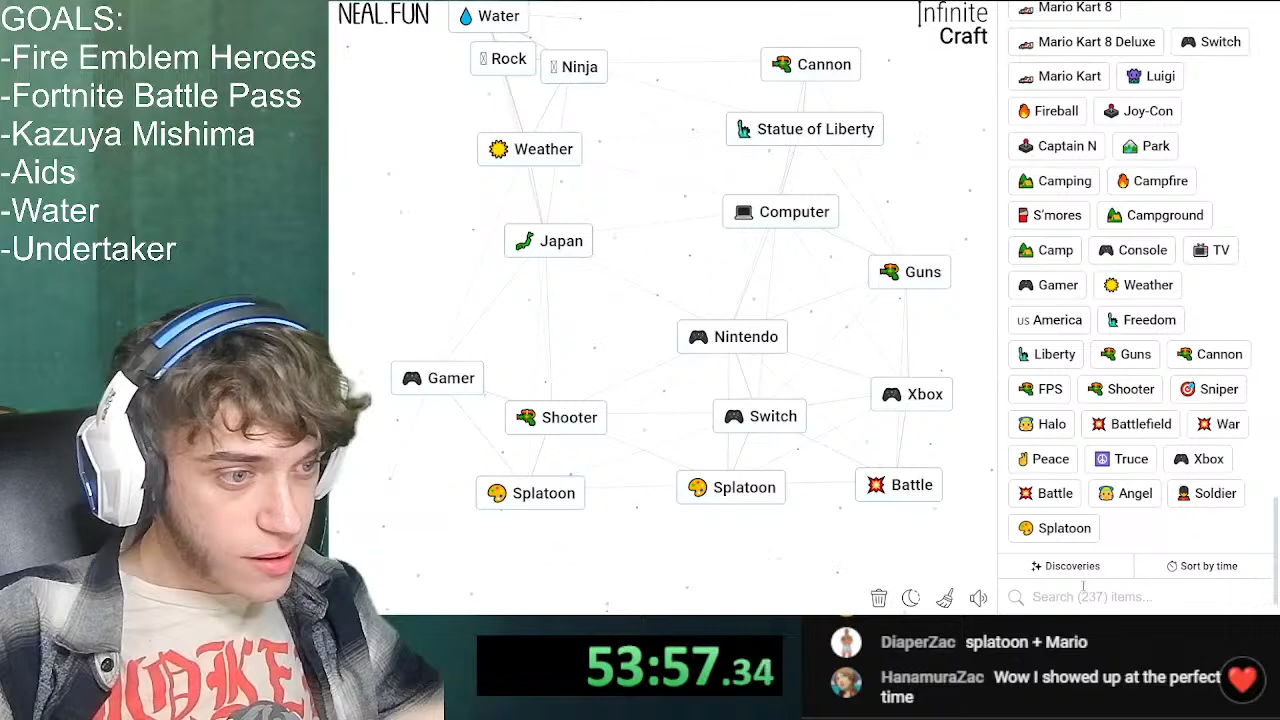 GOALS:
-Fire Emblem Heroes
-Fortnite Battle Pass
-Kazuya Mishima
-Aids
-Water
-Undertaker
NEAL.FUN
Infinite
Craft
Water
Rock
Ninja
Cannon
Statue of Liberty
Weather
Computer
Japan
Guns
Nintendo
Gamer
Xbox
Shooter
Switch
Splatoon
Splatoon
Battle
Mario Kart 8
Mario Kart 8 Deluxe
Switch
Mario Kart
Luigi
Fireball
Joy-Con
Captain N
Park
Camping
Campfire
S'mores
Campground
Camp
Console
TV
Gamer
Weather
US America
Freedom
Liberty
Guns
Cannon
FPS
Shooter
Sniper
Halo
Battlefield
War
Peace
Truce
Xbox
Battle
Angel
Soldier
Splatoon
Discoveries
Sort by time
Search (237) items...
53:57.34
DiaperZac splatoon + Mario
HanamuraZac Wow I showed up at the perfect
time